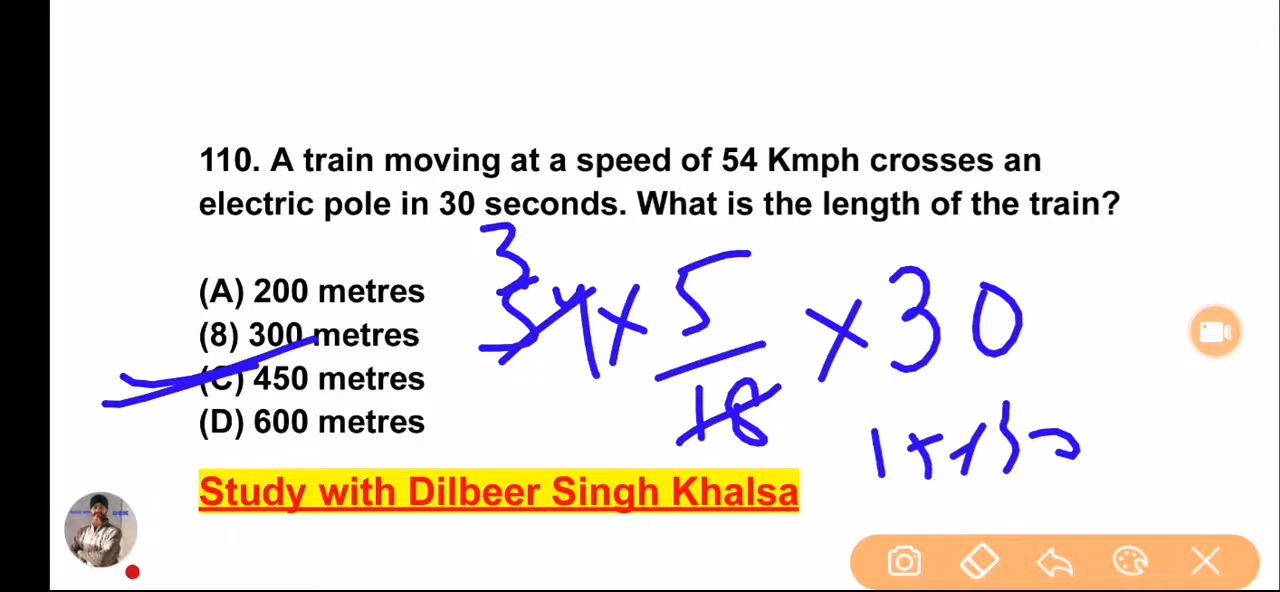 110. A train moving at a speed of 54 Kmph crosses an
electric pole in 30 seconds. What is the length of the train?
(A) 200 metres
(8) 300 metres
(C) 450 metres
(D) 600 metres
3
54 × 5 × 30
18
Study with Dilbeer Singh Khalsa